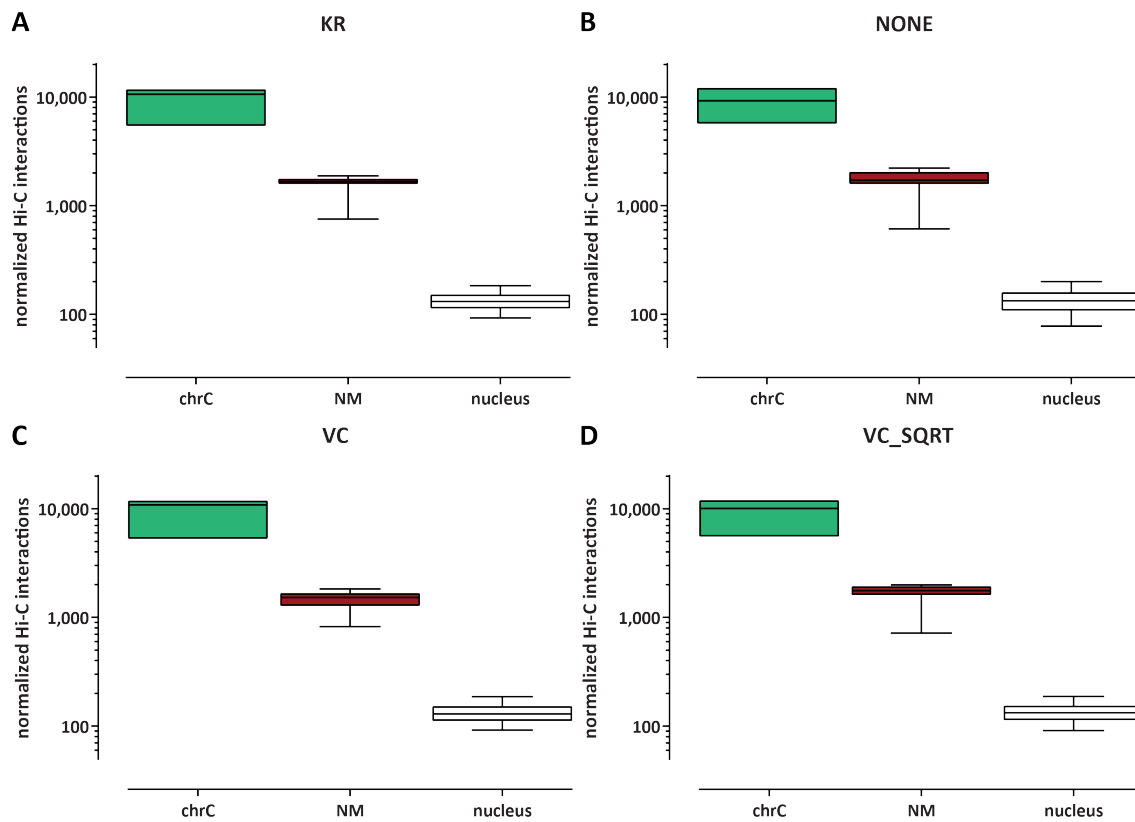 A
KR
normalized Hi-C interactions
10,000
1,000
100
chrC
NM
nucleus
B
NONE
normalized Hi-C interactions
10,000
1,000
100
chrC
NM
nucleus
C
VC
normalized Hi-C interactions
10,000
1,000
100
chrC
NM
nucleus
D
VC_SQRT
normalized Hi-C interactions
10,000
1,000
100
chrC
NM
nucleus